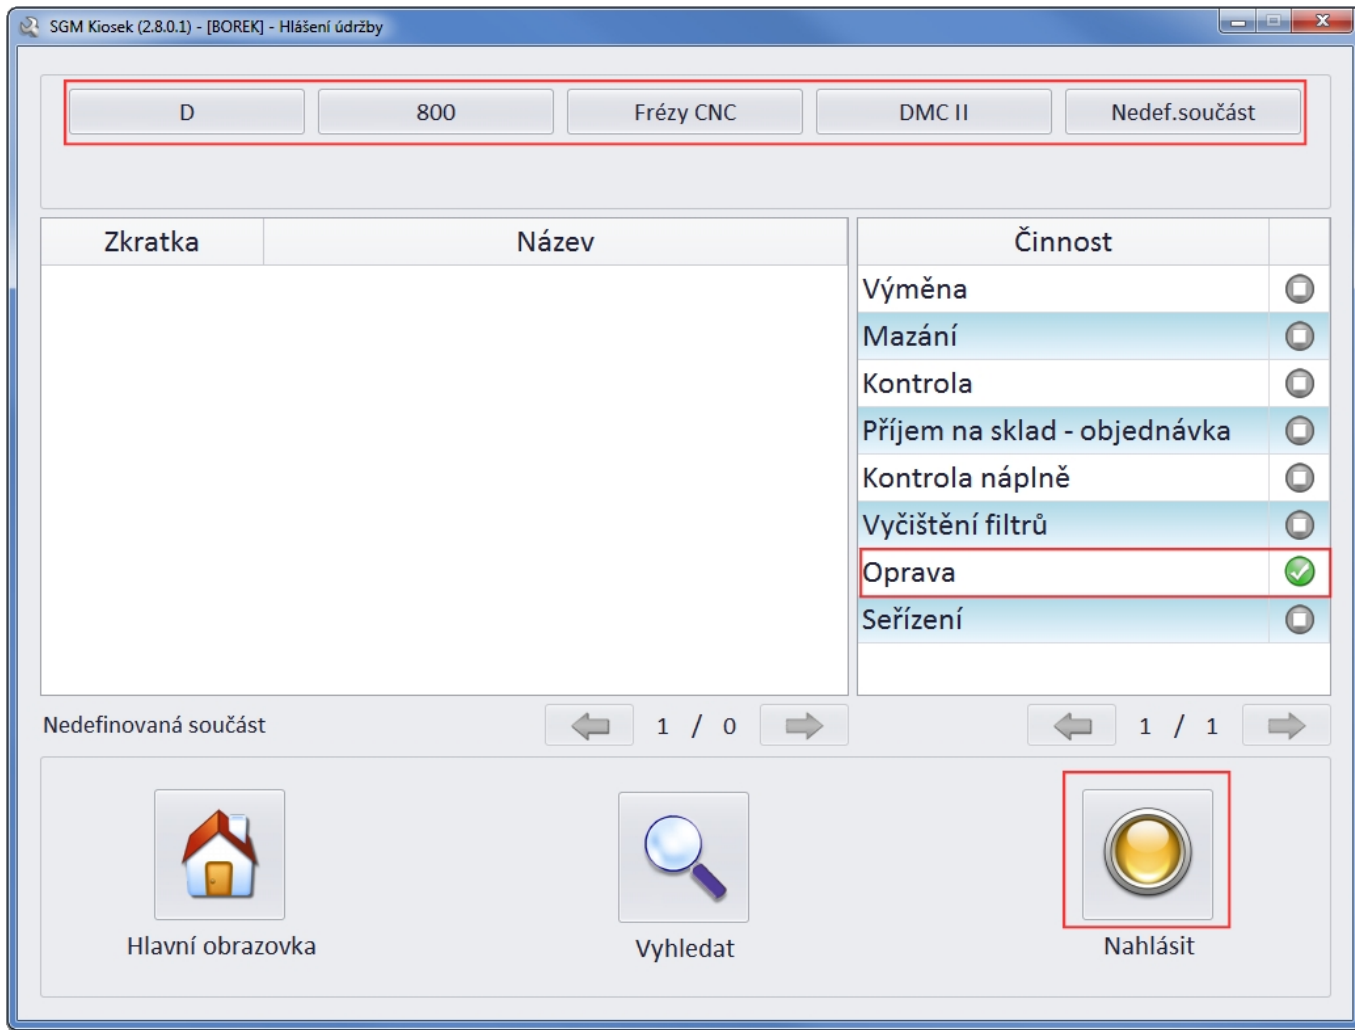 SGM Kiosek (2.8.0.1) - [BOREK] - Hlášení údržby
D 800 Frézy CNC DMC II Nedef.součást
Zkratka Název Činnost
Výměna
Mazání
Kontrola
Příjem na sklad - objednávka
Kontrola náplně
Vyčištění filtrů
Oprava
Seřízení
Nedefinovaná součást 1 / 0 1 / 1
Hlavní obrazovka Vyhledat Nahlásit